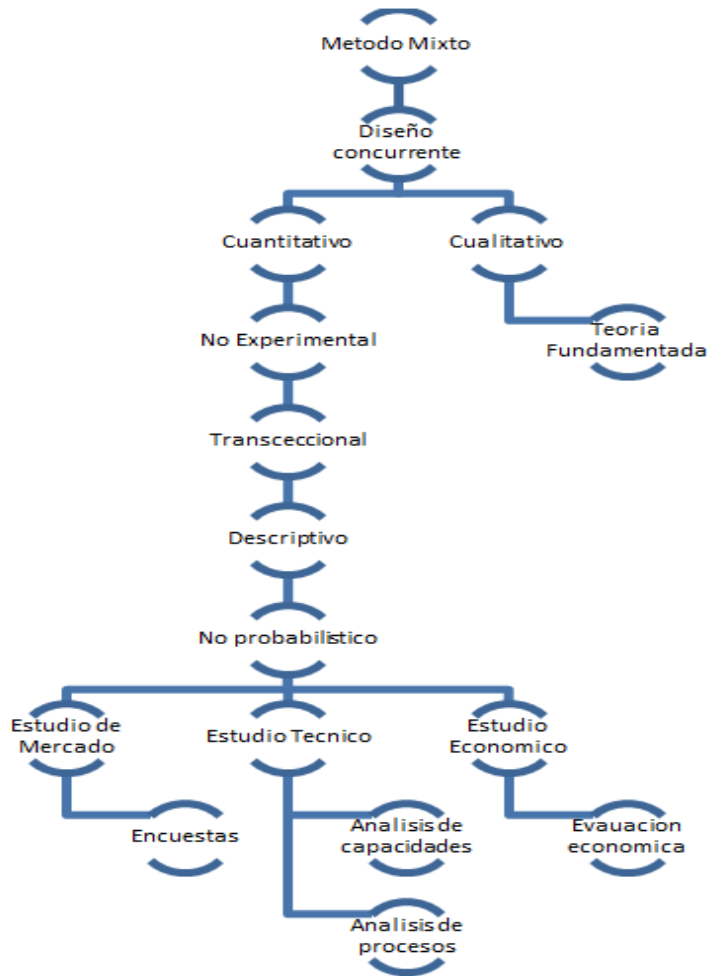 Metodo Mixto
Diseño
concurrente
Cuantitativo
Cualitativo
No Experimental
Teoria
Fundamentada
Transceccional
Descriptivo
No probabilistico
Estudio de
Mercado
Estudio Tecnico
Estudio
Economico
Encuestas
Analisis de
capacidades
Evauacion
economica
Analisis de
procesos